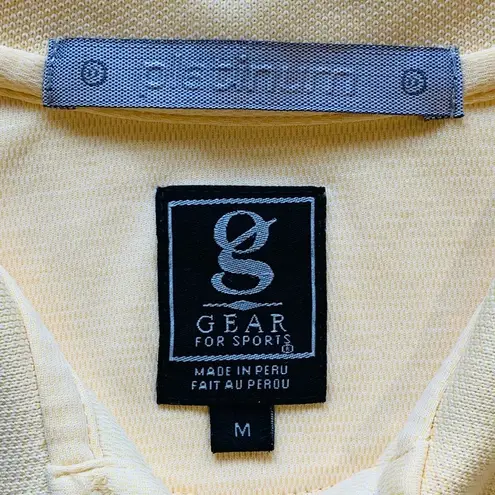 platinum
g
GEAR
FOR SPORTS
MADE IN PERU
FAIT AU PEROU
M